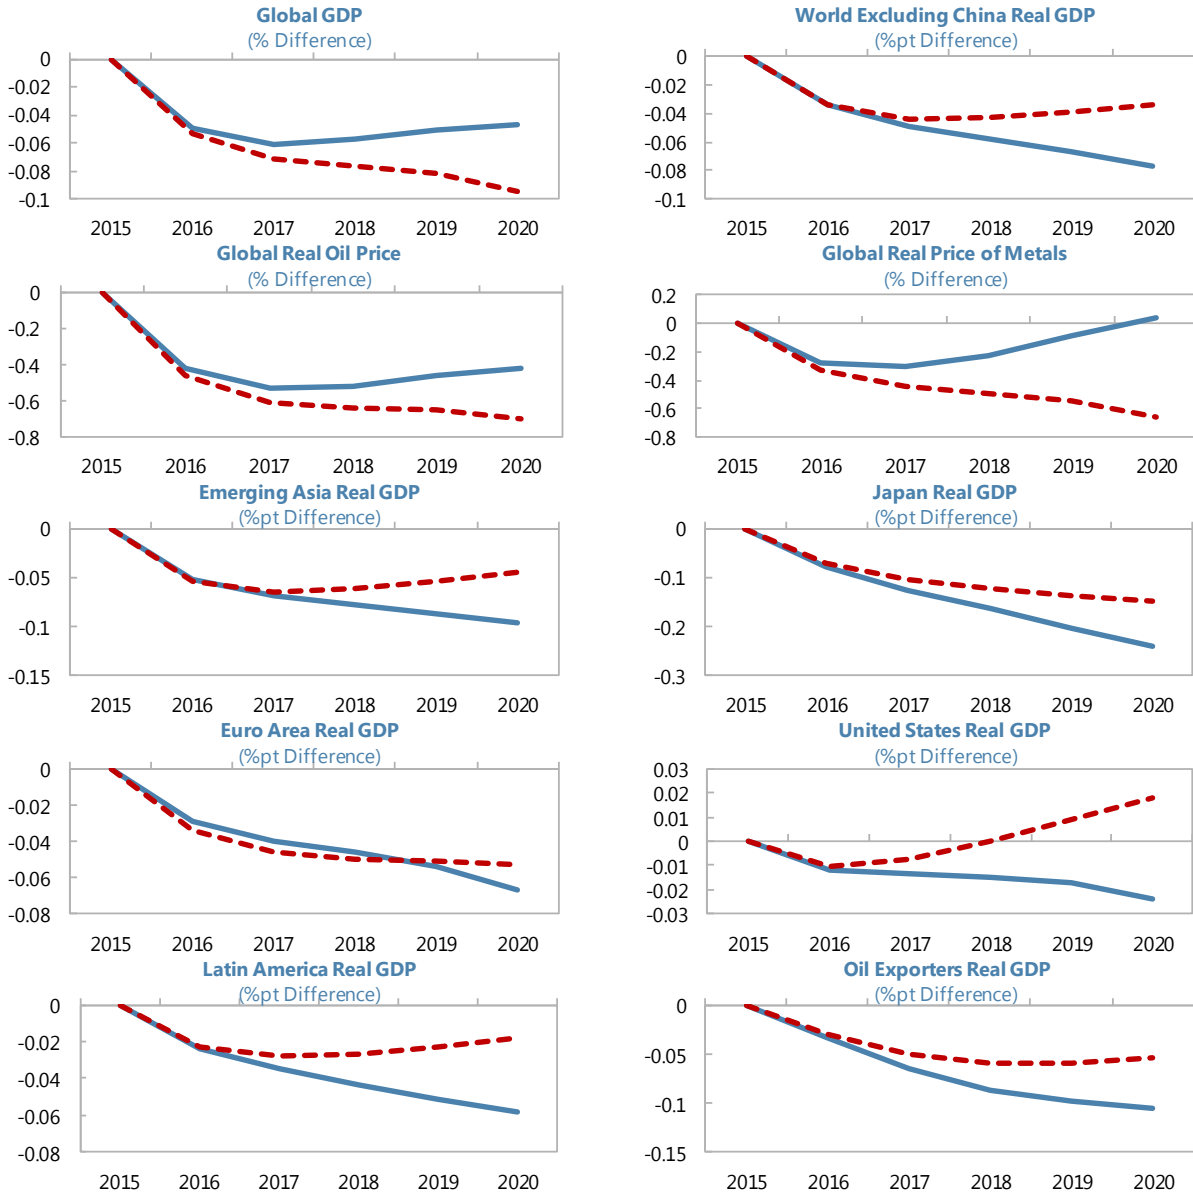 Global GDP
(% Difference)
0
-0.02
-0.04
-0.06
-0.08
-0.1
2015 2016 2017 2018 2019 2020
World Excluding China Real GDP
(%pt Difference)
0
-0.02
-0.04
-0.06
-0.08
-0.1
2015 2016 2017 2018 2019 2020
Global Real Oil Price
(% Difference)
0
-0.2
-0.4
-0.6
-0.8
2015 2016 2017 2018 2019 2020
Global Real Price of Metals
(% Difference)
0.2
0
-0.2
-0.4
-0.6
-0.8
2015 2016 2017 2018 2019 2020
Emerging Asia Real GDP
(%pt Difference)
0
-0.05
-0.1
-0.15
2015 2016 2017 2018 2019 2020
Japan Real GDP
(%pt Difference)
0
-0.1
-0.2
-0.3
2015 2016 2017 2018 2019 2020
Euro Area Real GDP
(%pt Difference)
0
-0.02
-0.04
-0.06
-0.08
2015 2016 2017 2018 2019 2020
United States Real GDP
(%pt Difference)
0.03
0.02
0.01
0
-0.01
-0.02
-0.03
2015 2016 2017 2018 2019 2020
Latin America Real GDP
(%pt Difference)
0
-0.02
-0.04
-0.06
-0.08
2015 2016 2017 2018 2019 2020
Oil Exporters Real GDP
(%pt Difference)
0
-0.05
-0.1
-0.15
2015 2016 2017 2018 2019 2020